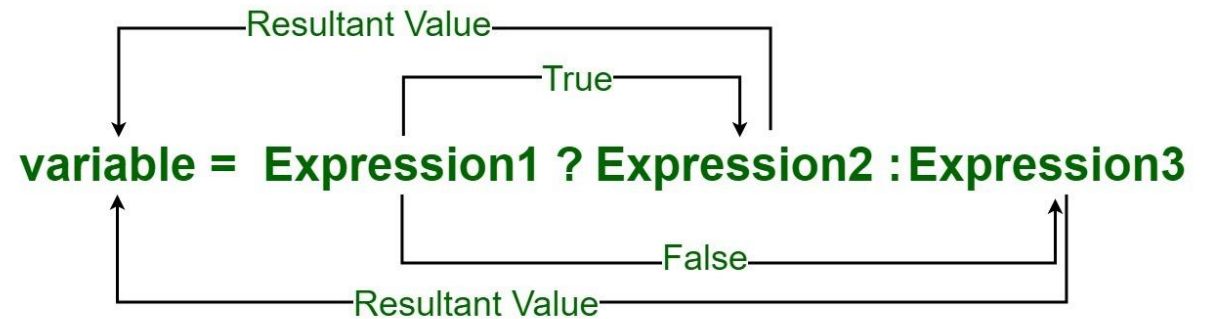 Resultant Value
True
variable = Expression1 ? Expression2 : Expression3
False
Resultant Value